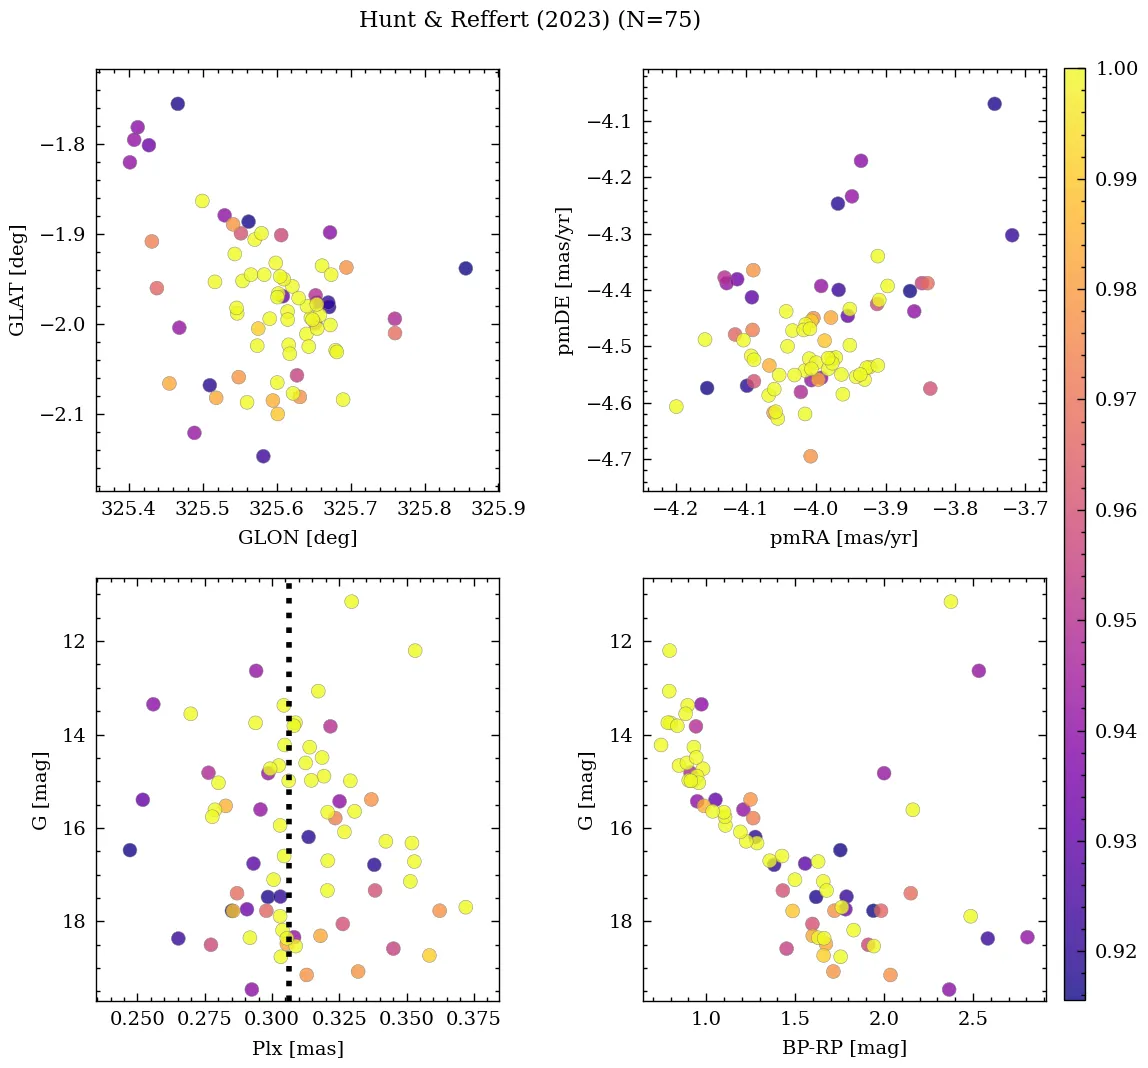 Hunt & Reffert (2023) (N=75)
−1.8
−1.9
−2.0
−2.1
GLAT [deg]
325.4 325.5 325.6 325.7 325.8 325.9
GLON [deg]
−4.1
−4.2
−4.3
−4.4
−4.5
−4.6
−4.7
pmDE [mas/yr]
−4.2 −4.1 −4.0 −3.9 −3.8 −3.7
pmRA [mas/yr]
12
14
16
18
G [mag]
0.250 0.275 0.300 0.325 0.350 0.375
Plx [mas]
12
14
16
18
G [mag]
1.0 1.5 2.0 2.5
BP-RP [mag]
1.00
0.99
0.98
0.97
0.96
0.95
0.94
0.93
0.92